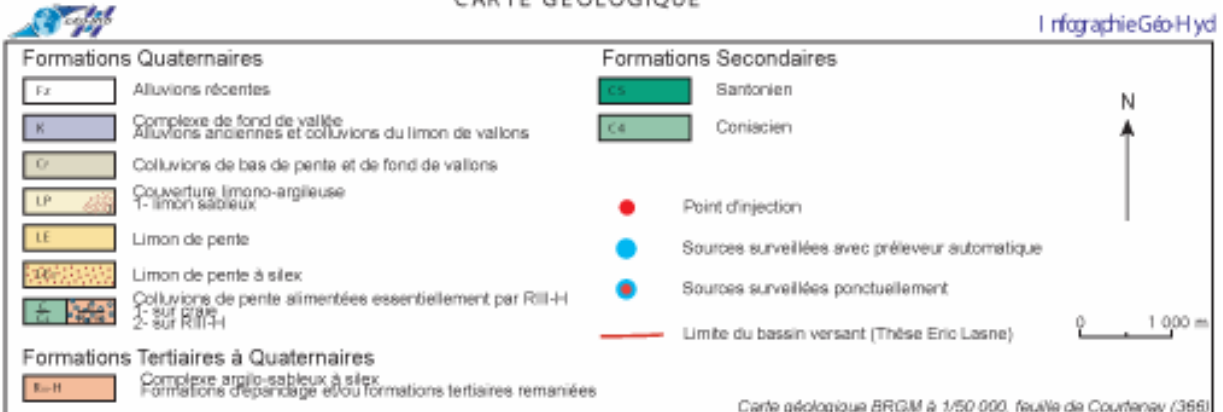 CARTE GEOLOGIQUE
InfographieGéo-Hyd
Formations Quaternaires
Fz Alluvions récentes
K Complexe de fond de vallée
Alluvions anciennes et colluvions du limon de vallons
Colluvions de bas de pente et de fond de vallons
LP Couverture limono-argileuse
1- limon sableux
LE Limon de pente
Limon de pente à silex
Colluvions de pente alimentées essentiellement par RIII-H
1- sur craie
2- sur RIII-H
Formations Tertiaires à Quaternaires
Complexe argilo-sableux à silex
Formations d'épandage et/ou formations tertiaires remaniées
Formations Secondaires
C5 Santonien
C4 Coniacien
Point d'injection
Sources surveillées avec préleveur automatique
Sources surveillées ponctuellement
Limite du bassin versant (Thèse Eric Lasne)
N
0 1 000 m
Carte géologique BRGM à 1/50 000, feuille de Courtenay (366)